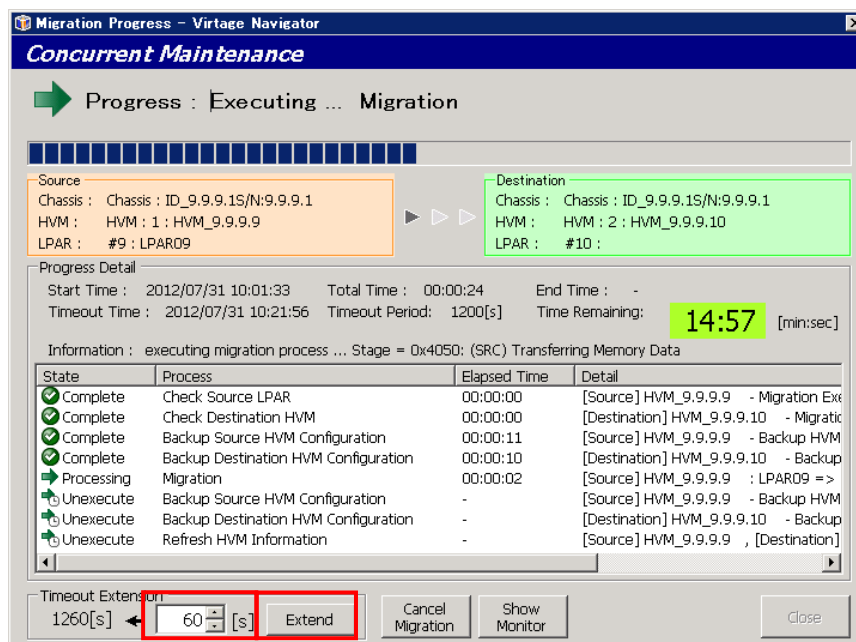 Migration Progress - Virtage Navigator
Concurrent Maintenance
Progress : Executing ... Migration
Source
Chassis : Chassis : ID_9.9.9.1S/N:9.9.9.1
HVM : HVM : 1 : HVM_9.9.9.9
LPAR : #9 : LPAR09
Destination
Chassis : Chassis : ID_9.9.9.1S/N:9.9.9.1
HVM : HVM : 2 : HVM_9.9.9.10
LPAR : #10 :
Progress Detail
Start Time : 2012/07/31 10:01:33 Total Time : 00:00:24 End Time : -
Timeout Time : 2012/07/31 10:21:56 Timeout Period: 1200[s] Time Remaining: 14:57 [min:sec]
Information : executing migration process ... Stage = 0x4050: (SRC) Transferring Memory Data
State Process Elapsed Time Detail
Complete Check Source LPAR 00:00:00 [Source] HVM_9.9.9.9 - Migration Exe
Complete Check Destination HVM 00:00:00 [Destination] HVM_9.9.9.10 - Migratic
Complete Backup Source HVM Configuration 00:00:11 [Source] HVM_9.9.9.9 - Backup HVM
Complete Backup Destination HVM Configuration 00:00:10 [Destination] HVM_9.9.9.10 - Backup
Processing Migration 00:00:02 [Source] HVM_9.9.9.9 : LPAR09 =>
Unexecute Backup Source HVM Configuration - [Source] HVM_9.9.9.9 - Backup HVM
Unexecute Backup Destination HVM Configuration - [Destination] HVM_9.9.9.10 - Backup
Unexecute Refresh HVM Information - [Source] HVM_9.9.9.9 , [Destination]
Timeout Extension
1260[s] 60 [s] Extend
Cancel Migration
Show Monitor
Close